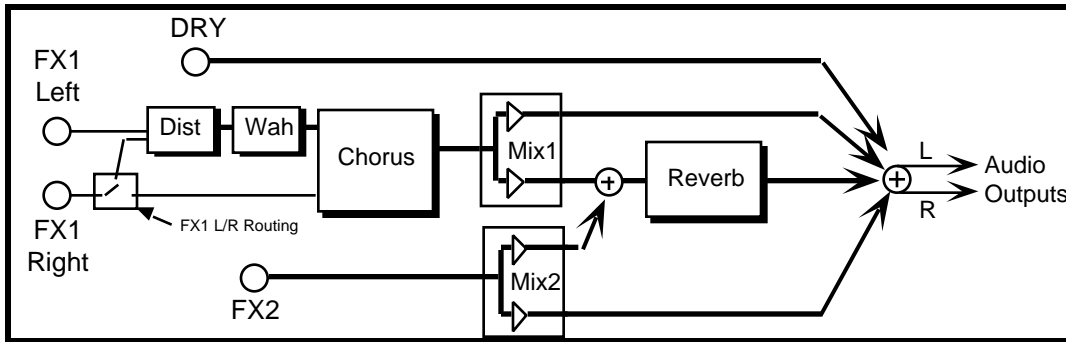 DRY
FX1
Left
Dist
Wah
Chorus
Mix1
Reverb
L
R
Audio
Outputs
FX1
Right
FX1 L/R Routing
FX2
Mix2